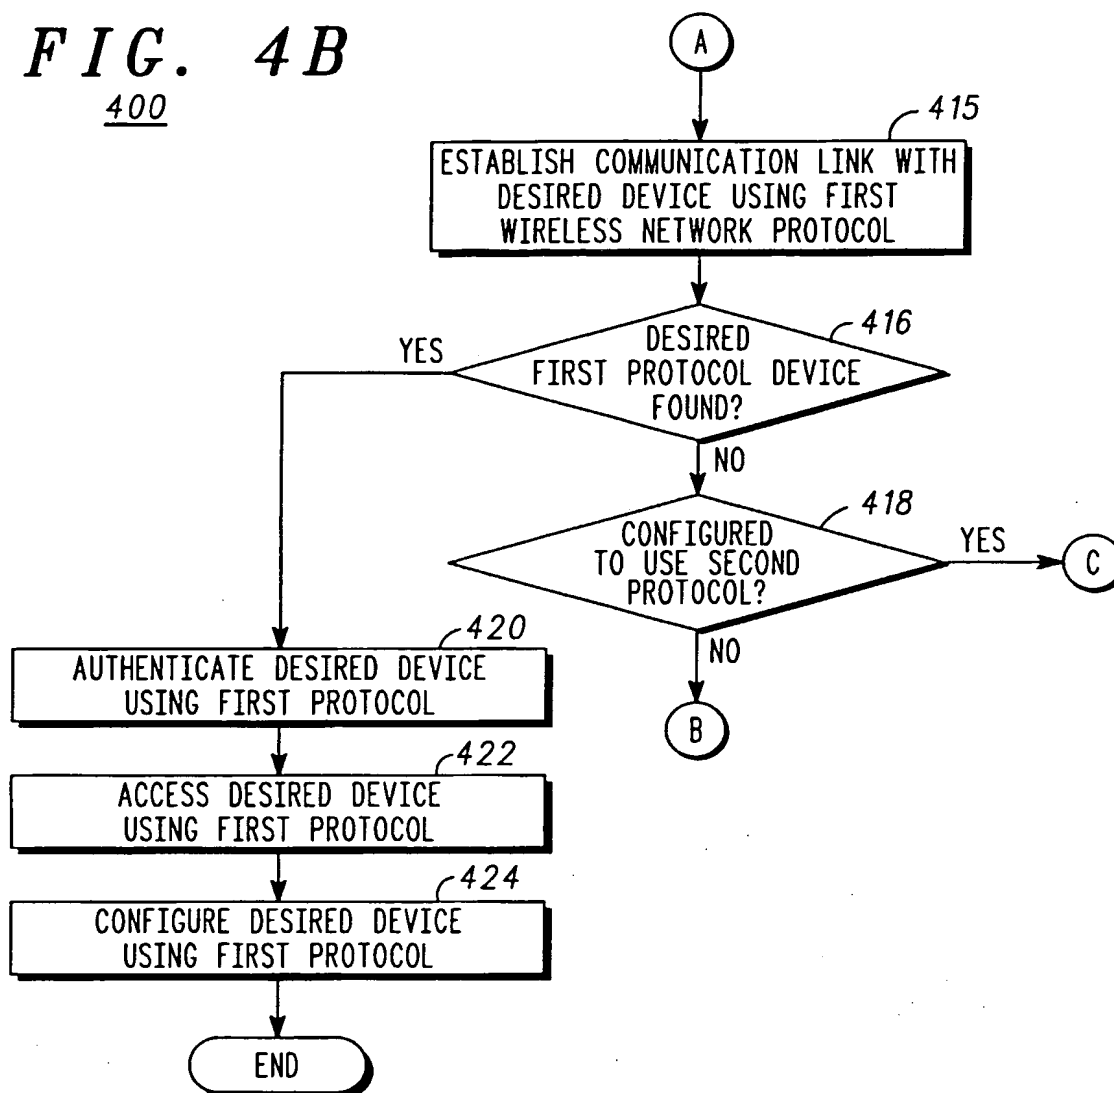 FIG. 4B
400
A
415
ESTABLISH COMMUNICATION LINK WITH
DESIRED DEVICE USING FIRST
WIRELESS NETWORK PROTOCOL
416
YES
DESIRED
FIRST PROTOCOL DEVICE
FOUND?
NO
418
CONFIGURED
TO USE SECOND
PROTOCOL?
YES
C
NO
B
420
AUTHENTICATE DESIRED DEVICE
USING FIRST PROTOCOL
422
ACCESS DESIRED DEVICE
USING FIRST PROTOCOL
424
CONFIGURE DESIRED DEVICE
USING FIRST PROTOCOL
END